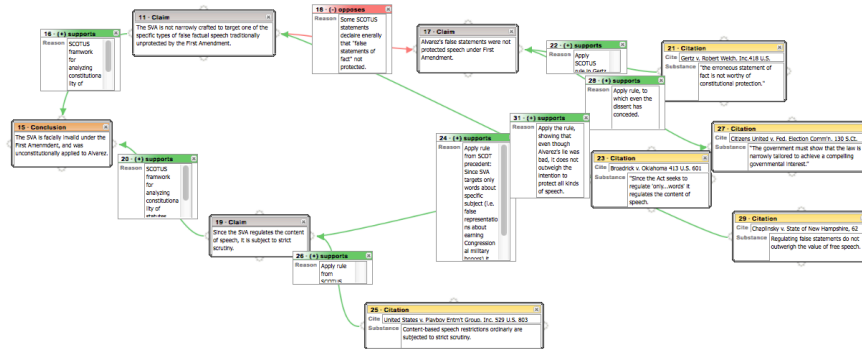 11 - Claim
The SVA is not narrowly crafted to target one of the
specific types of false factual speech traditionally
unprotected by the First Amendment.
16 - (+) supports
Reason SCOTUS
framwork
for
analyzing
constitutiona
lity of
18 - (-) opposes
Reason Some SCOTUS
statements
declaire enerally
that "false
statements of
fact" not
protected.
17 - Claim
Alvarez's false statements were not
protected speech under First
Amendment.
22 - (+) supports
Reason Apply
SCOTUS
rule in Gertz
21 - Citation
Cite Gertz v. Robert Welch, Inc.418 U.S.
Substance "the erroneous statement of
fact is not worthy of
constitutional protection."
28 - (+) supports
Reason Apply rule, to
which even the
dissent has
conceded.
15 - Conclusion
The SVA is facially invalid under the
First Amernmdent, and was
unconstitutionally applied to Alvarez.
20 - (+) supports
Reason SCOTUS
framwork
for
analyzing
constitutiona
lity of
statutes
24 - (+) supports
Reason Apply rule
from SCOT
precedent:
Since SVA
targets only
words about
specific
subject (i.e.
false
representatio
ns about
earning
Congression
al military
honors) it
31 - (+) supports
Reason Apply the rule,
showing that
even though
Alvarez's lie was
bad, it does not
outweigh the
intention to
protect all kinds
of speech.
27 - Citation
Cite Citizens United v. Fed. Election Comm'n, 130 S.Ct.
Substance "The government must show that the law is
narrowly tailored to achieve a compelling
governmental interest."
23 - Citation
Cite Broadrick v. Oklahoma 413 U.S. 601
Substance "Since the Act seeks to
regulate 'only...words' it
regulates the content of
speech.
19 - Claim
Since the SVA regulates the content
of speech, it is subject to strict
scrutiny.
29 - Citation
Cite Chaplinsky v. State of New Hampshire, 62
Substance Regulating false statements do not
outwerigh the value of free speech.
26 - (+) supports
Reason Apply rule
from
SCOTUS
25 - Citation
Cite United States v. Playboy Entm't Group, Inc. 529 U.S. 803
Substance Content-based speech restrictions ordinarily are
subjected to strict scrutiny.